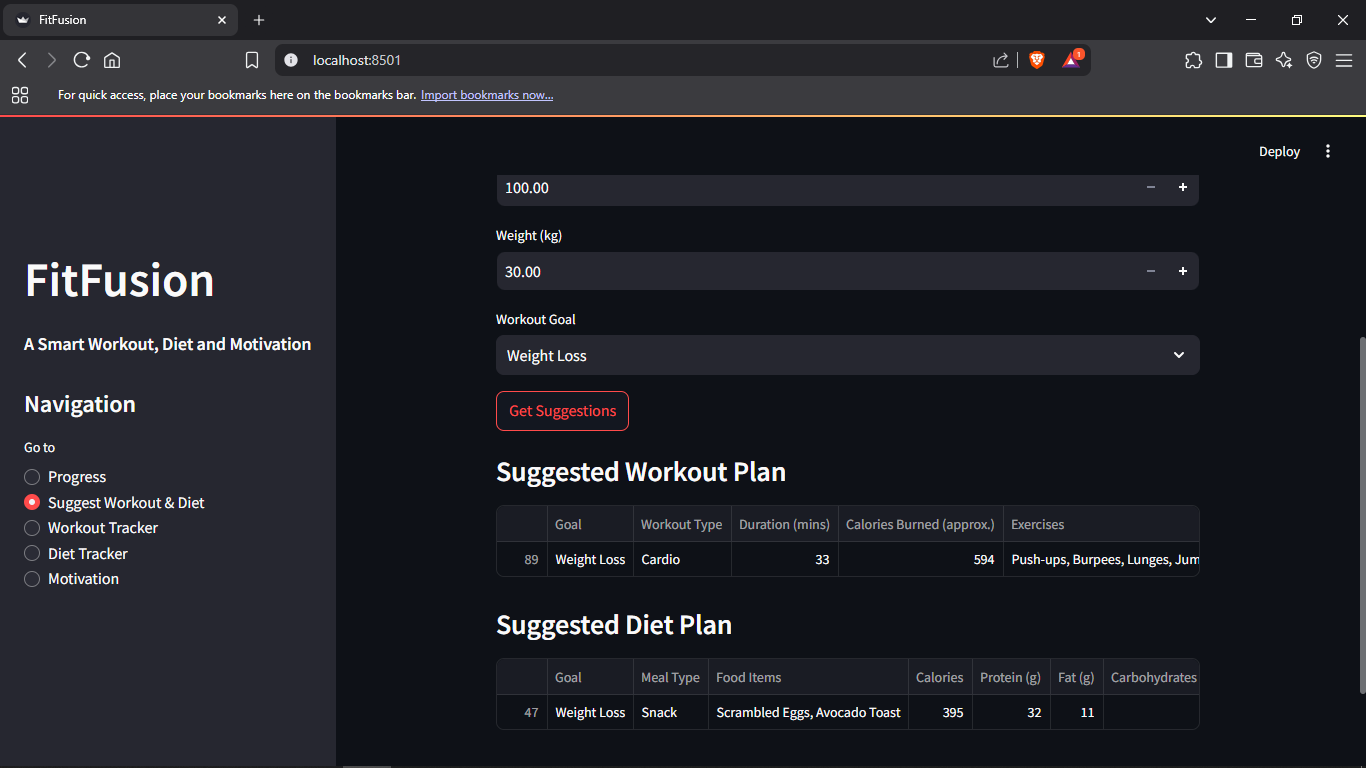 FitFusion
localhost:8501
1
For quick access, place your bookmarks here on the bookmarks bar. Import bookmarks now...
Deploy
FitFusion
A Smart Workout, Diet and Motivation
Navigation
Go to
Progress
Suggest Workout & Diet
Workout Tracker
Diet Tracker
Motivation
100.00
Weight (kg)
30.00
Workout Goal
Weight Loss
Get Suggestions
Suggested Workout Plan
Goal Workout Type Duration (mins) Calories Burned (approx.) Exercises
89 Weight Loss Cardio 33 594 Push-ups, Burpees, Lunges, Jum
Suggested Diet Plan
Goal Meal Type Food Items Calories Protein (g) Fat (g) Carbohydrates
47 Weight Loss Snack Scrambled Eggs, Avocado Toast 395 32 11